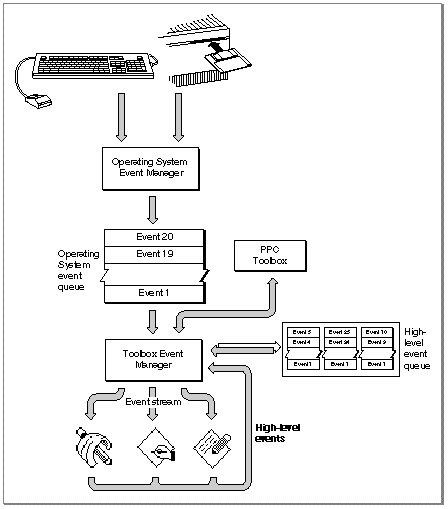 Operating System
Event Manager
Event 20
Event 19
Event 1
Operating
System
event
queue
PPC
Toolbox
Toolbox Event
Manager
Event 5
Event 25
Event 10
Event 4
Event 24
Event 9
Event 1
Event 1
Event 1
High-
level
event
queue
Event stream
High-level
events